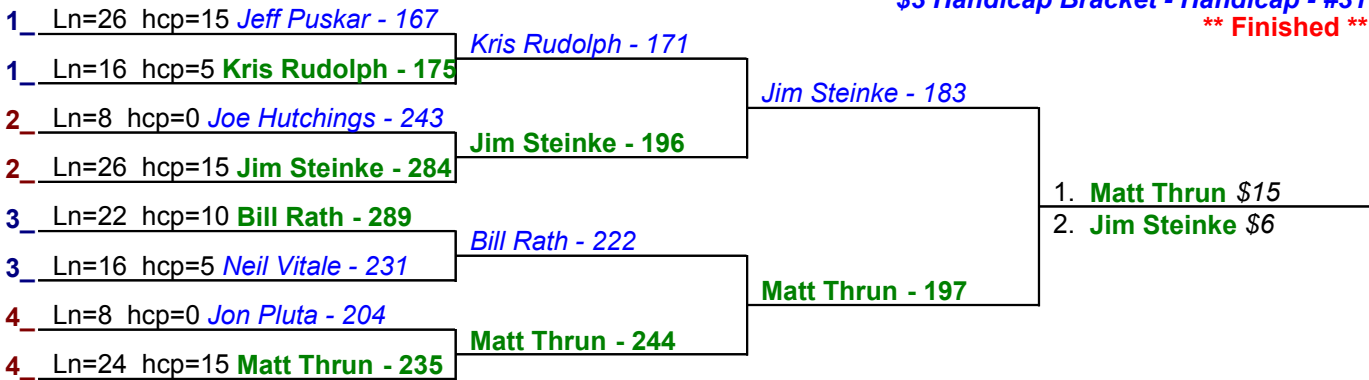 $3 Handicap Bracket - Handicap - #31
** Finished **
1_ Ln=26 hcp=15 Jeff Puskar - 167
1_ Ln=16 hcp=5 Kris Rudolph - 175
2_ Ln=8 hcp=0 Joe Hutchings - 243
2_ Ln=26 hcp=15 Jim Steinke - 284
3_ Ln=22 hcp=10 Bill Rath - 289
3_ Ln=16 hcp=5 Neil Vitale - 231
4_ Ln=8 hcp=0 Jon Pluta - 204
4_ Ln=24 hcp=15 Matt Thrun - 235
Kris Rudolph - 171
Jim Steinke - 196
Bill Rath - 222
Matt Thrun - 244
Jim Steinke - 183
Matt Thrun - 197
1. Matt Thrun $15
2. Jim Steinke $6